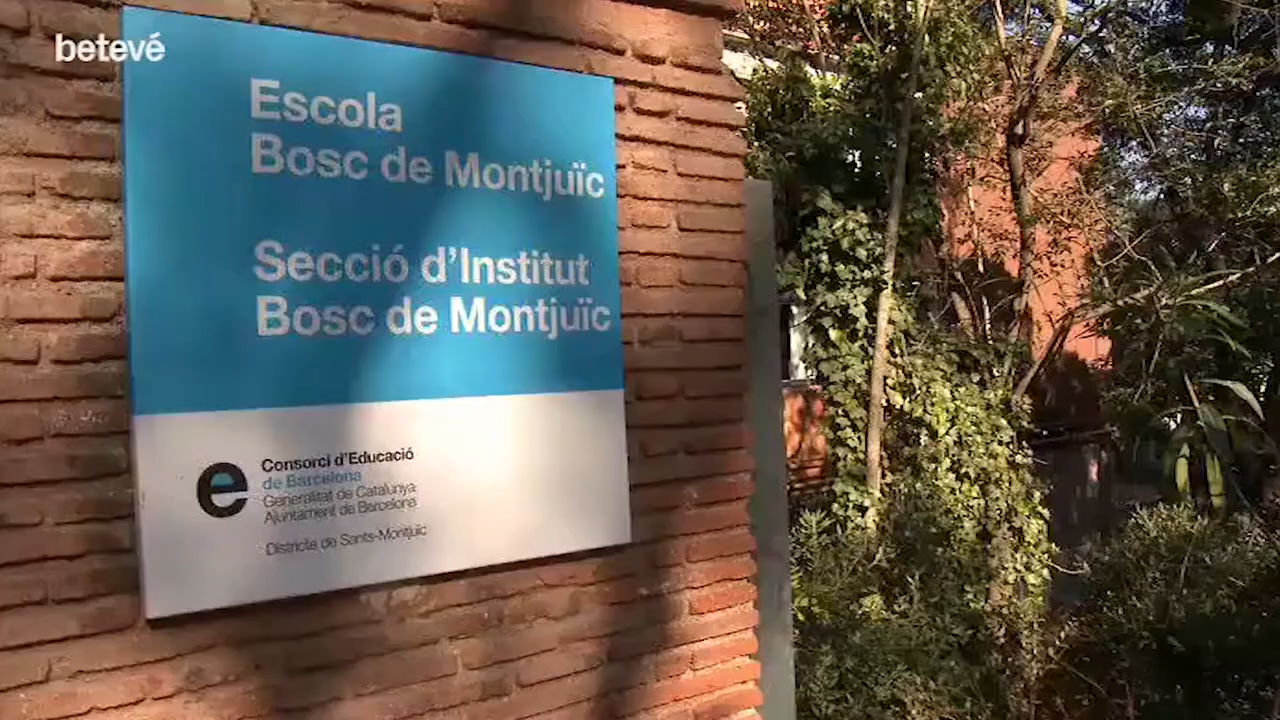 betevé
Escola
Bosc de Montjuïc
Secció d'Institut
Bosc de Montjuïc
e
Consorci d'Educació
de Barcelona
Generalitat de Catalunya
Ajuntament de Barcelona
Districte de Sants-Montjuïc